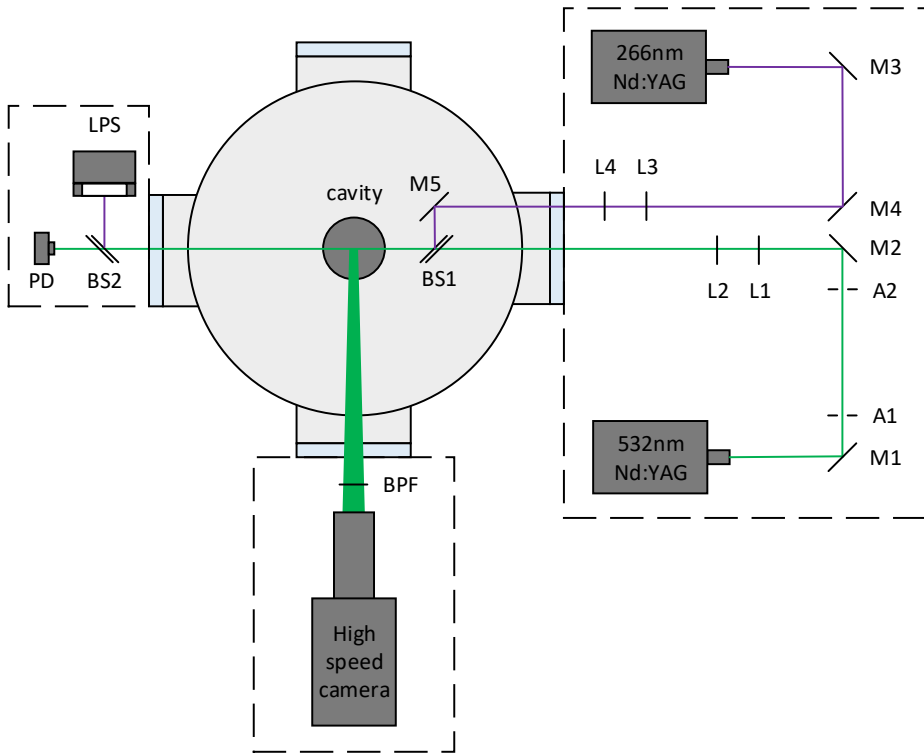 266nm
Nd:YAG
M3
LPS
L4
L3
M5
cavity
M4
M2
PD
BS2
BS1
L2
L1
A2
A1
532nm
Nd:YAG
M1
BPF
High
speed
camera